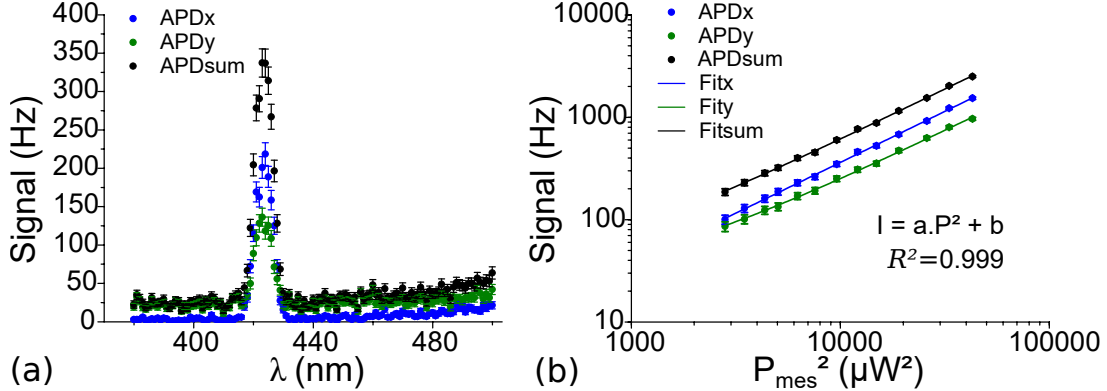 400
350
300
250
200
150
100
50
0
Signal (Hz)
APDx
APDy
APDsum
400
440
480
λ (nm)
(a)
10000
1000
100
10
Signal (Hz)
APDx
APDy
APDsum
Fitx
Fity
Fitsum
I = a.P² + b
R²=0.999
1000
10000
100000
Pmes² (µW²)
(b)